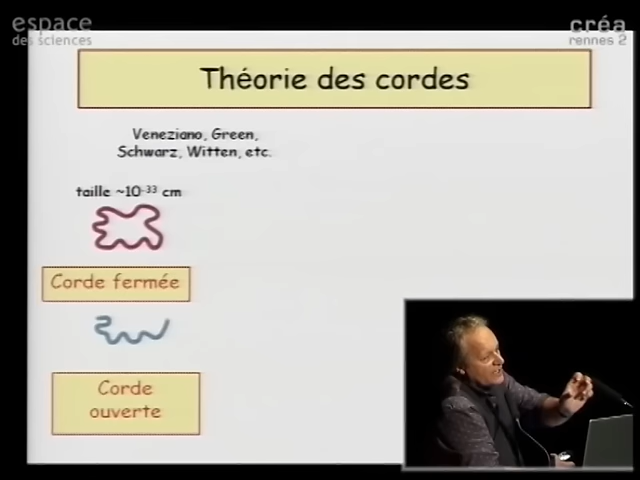 espace
des sciences
créa
rennes 2
Théorie des cordes
Veneziano, Green,
Schwarz, Witten, etc.
taille ~10⁻³³ cm
Corde fermée
Corde
ouverte